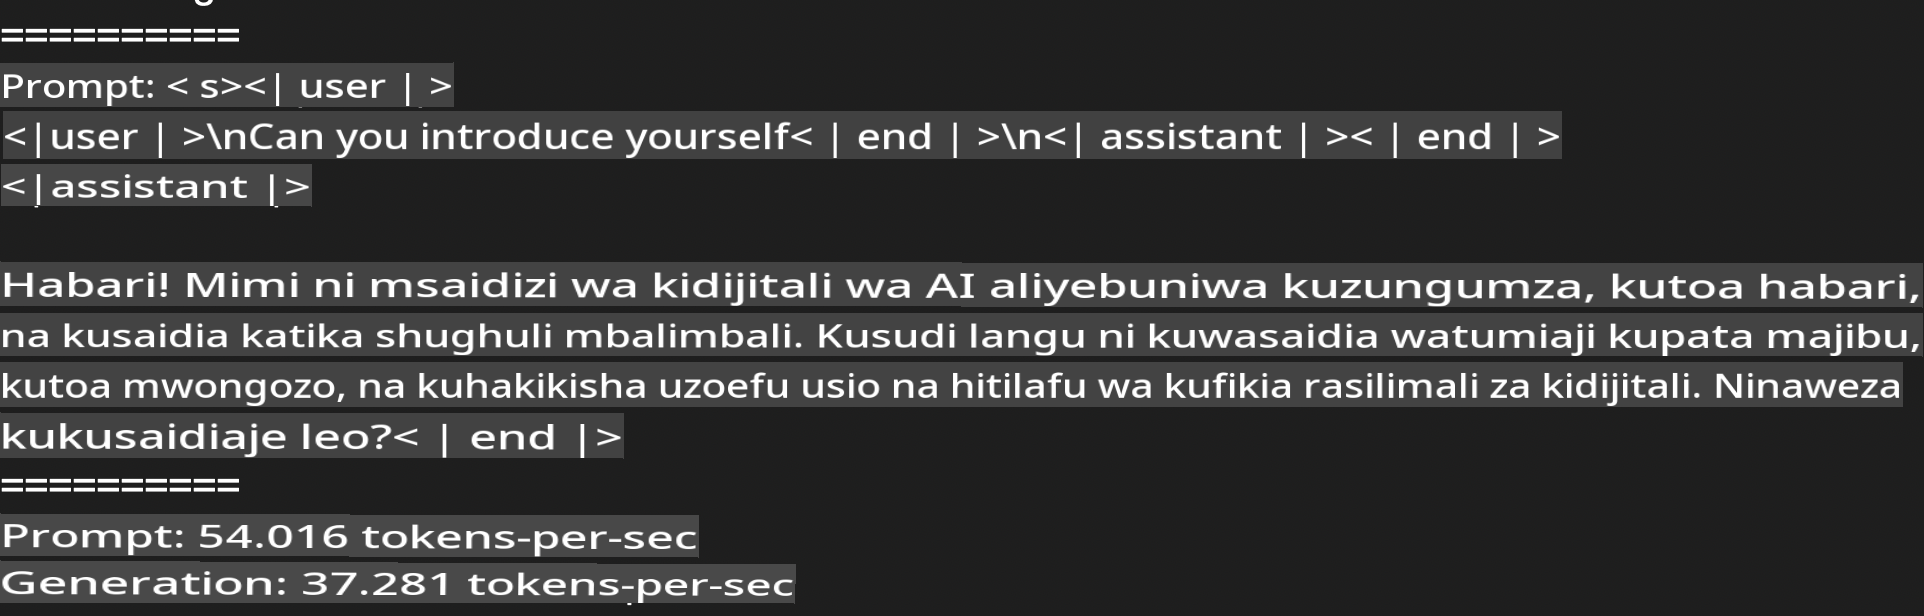 ==========
Prompt: < s><| user | >
<|user | >\nCan you introduce yourself< | end | >\n<| assistant | >< | end | >
<|assistant |>
Habari! Mimi ni msaidizi wa kidijitali wa AI aliyebuniwa kuzungumza, kutoa habari,
na kusaidia katika shughuli mbalimbali. Kusudi langu ni kuwasaidia watumiaji kupata majibu,
kutoa mwongozo, na kuhakikisha uzoefu usio na hitilafu wa kufikia rasilimali za kidijitali. Ninaweza
kukusaidiaje leo?< | end |>
==========
Prompt: 54.016 tokens-per-sec
Generation: 37.281 tokens-per-sec